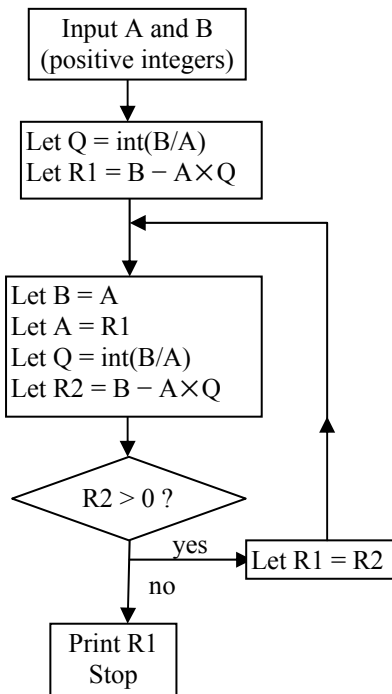 Input A and B
(positive integers)
Let Q = int(B/A)
Let R1 = B − A×Q
Let B = A
Let A = R1
Let Q = int(B/A)
Let R2 = B − A×Q
R2 > 0 ?
yes
Let R1 = R2
no
Print R1
Stop